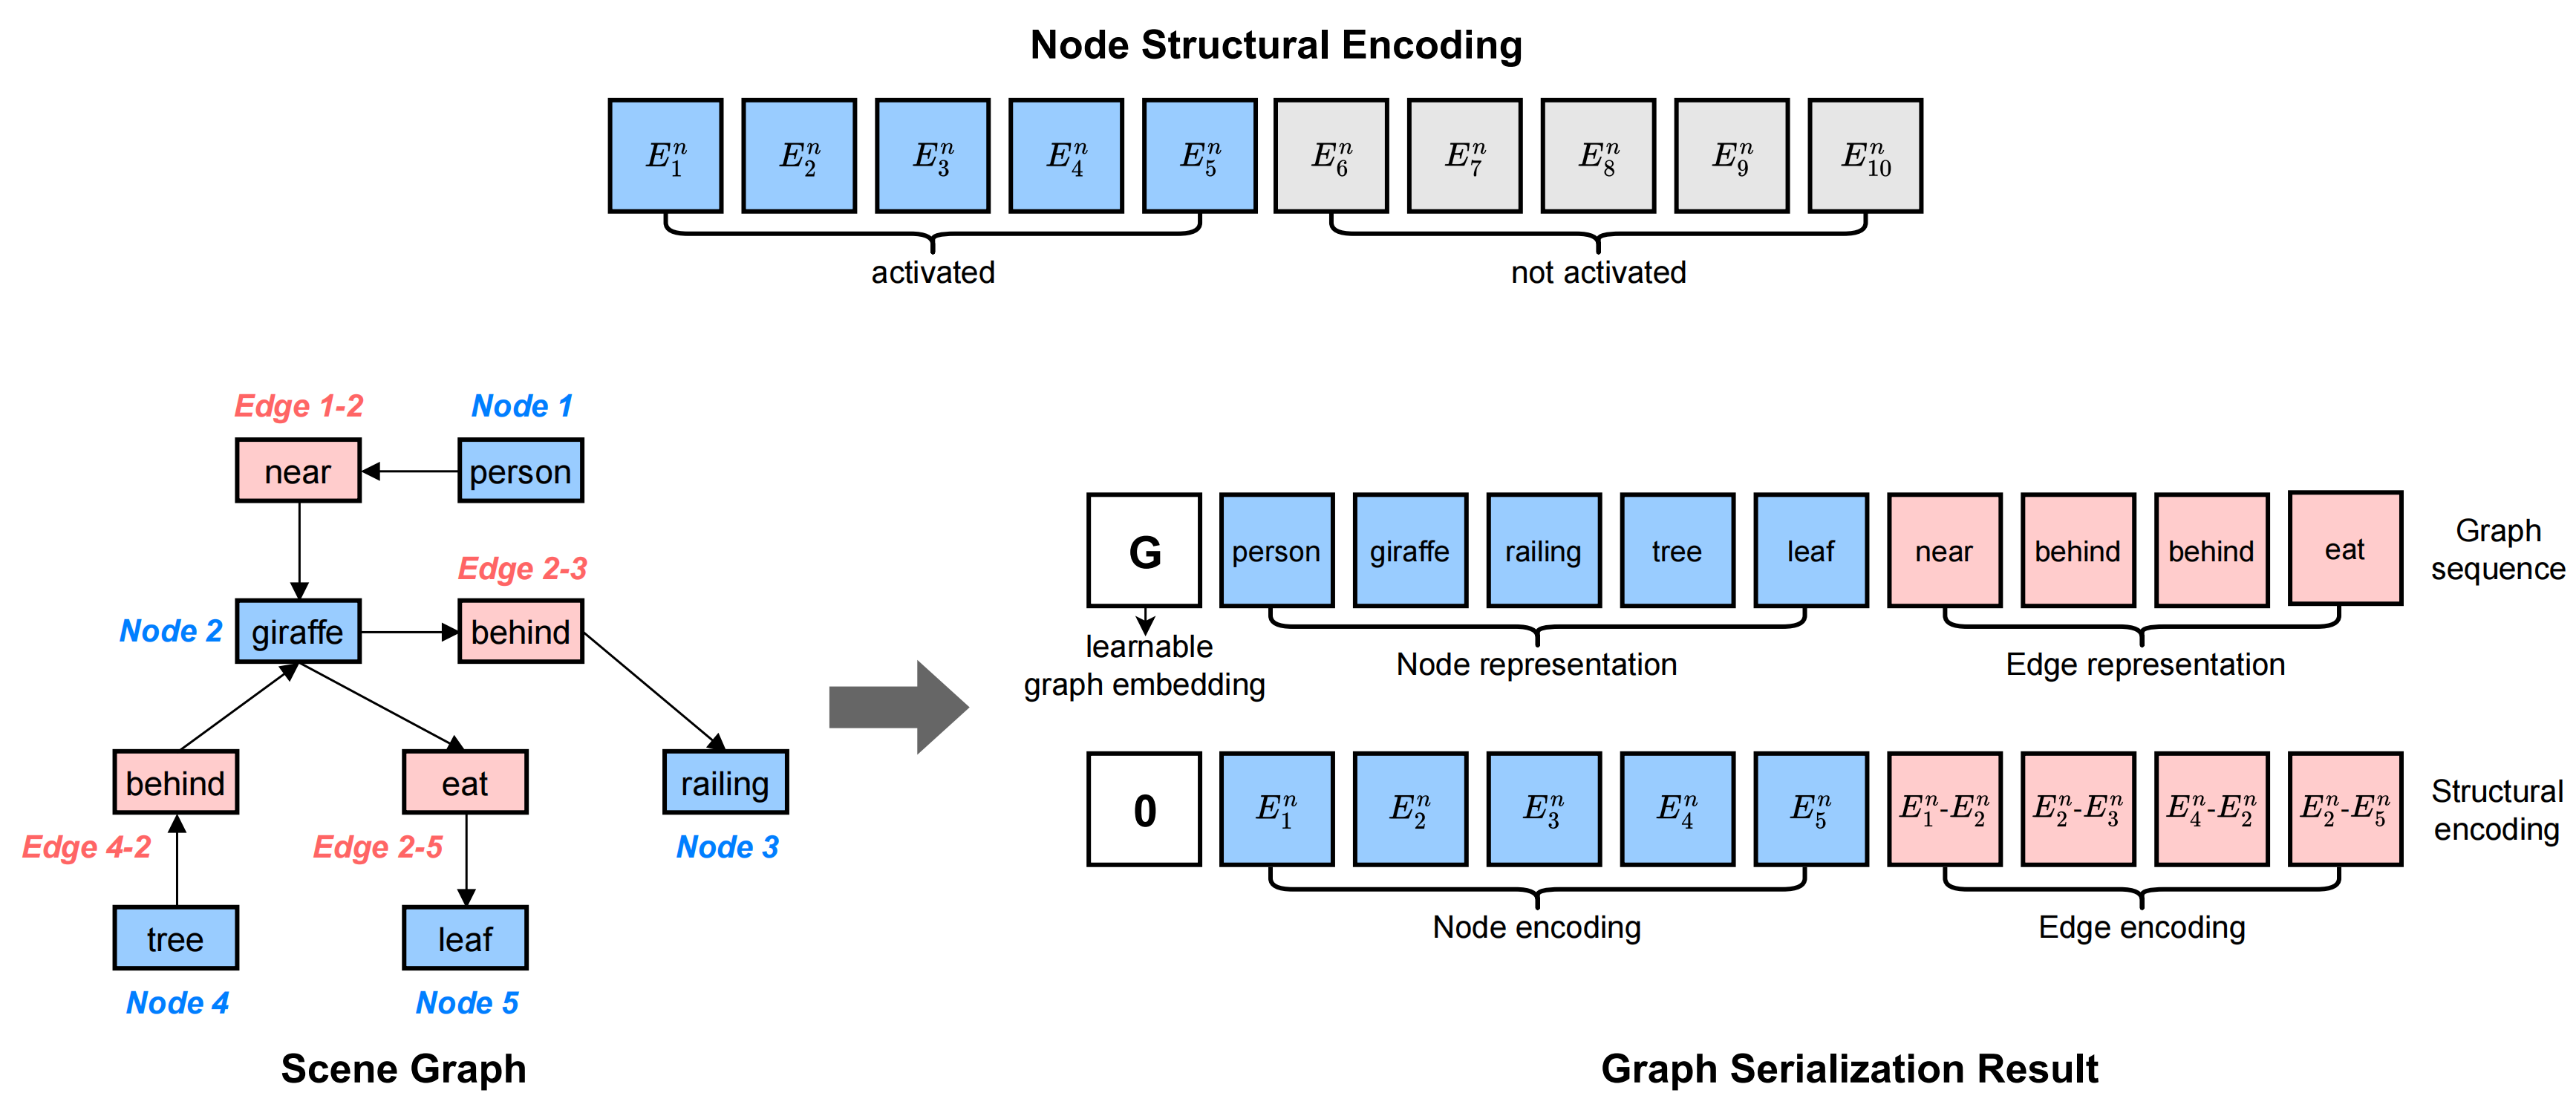 Node Structural Encoding
E_1^n E_2^n E_3^n E_4^n E_5^n E_6^n E_7^n E_8^n E_9^n E_10^n
activated not activated
Edge 1-2 Node 1
near person
Edge 2-3
Node 2 giraffe behind
behind eat railing
Edge 4-2 Edge 2-5 Node 3
tree leaf
Node 4 Node 5
Scene Graph
G person giraffe railing tree leaf near behind behind eat
Graph
sequence
learnable
graph embedding
Node representation Edge representation
0 E_1^n E_2^n E_3^n E_4^n E_5^n E_1^n-E_2^n E_2^n-E_3^n E_4^n-E_2^n E_2^n-E_5^n
Structural
encoding
Node encoding Edge encoding
Graph Serialization Result